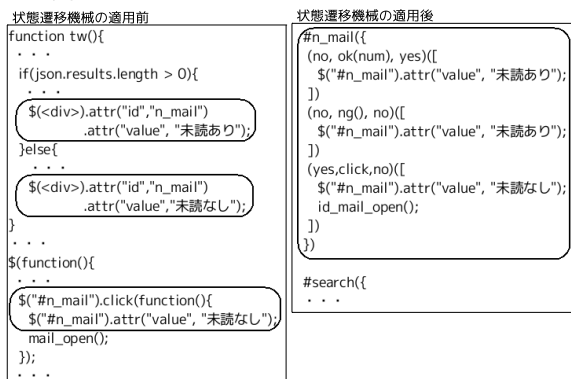 状態遷移機械の適用前
function tw(){
・・・
if(json.results.length > 0){
・・・
$(<div>).attr("id","n_mail")
.attr("value", "未読あり");
}else{
・・・
$(<div>).attr("id","n_mail")
.attr("value","未読なし");
}
・・・
$(function(){
・・・
$("#n_mail").click(function(){
$("#n_mail").attr("value", "未読なし");
mail_open();
});
・・・
状態遷移機械の適用後
#n_mail({
(no, ok(num), yes)([
$("#n_mail").attr("value", "未読あり");
])
(no, ng(), no)([
$("#n_mail").attr("value", "未読あり");
])
(yes,click,no)([
$("#n_mail").attr("value", "未読なし");
id_mail_open();
])
})
#search({
・・・